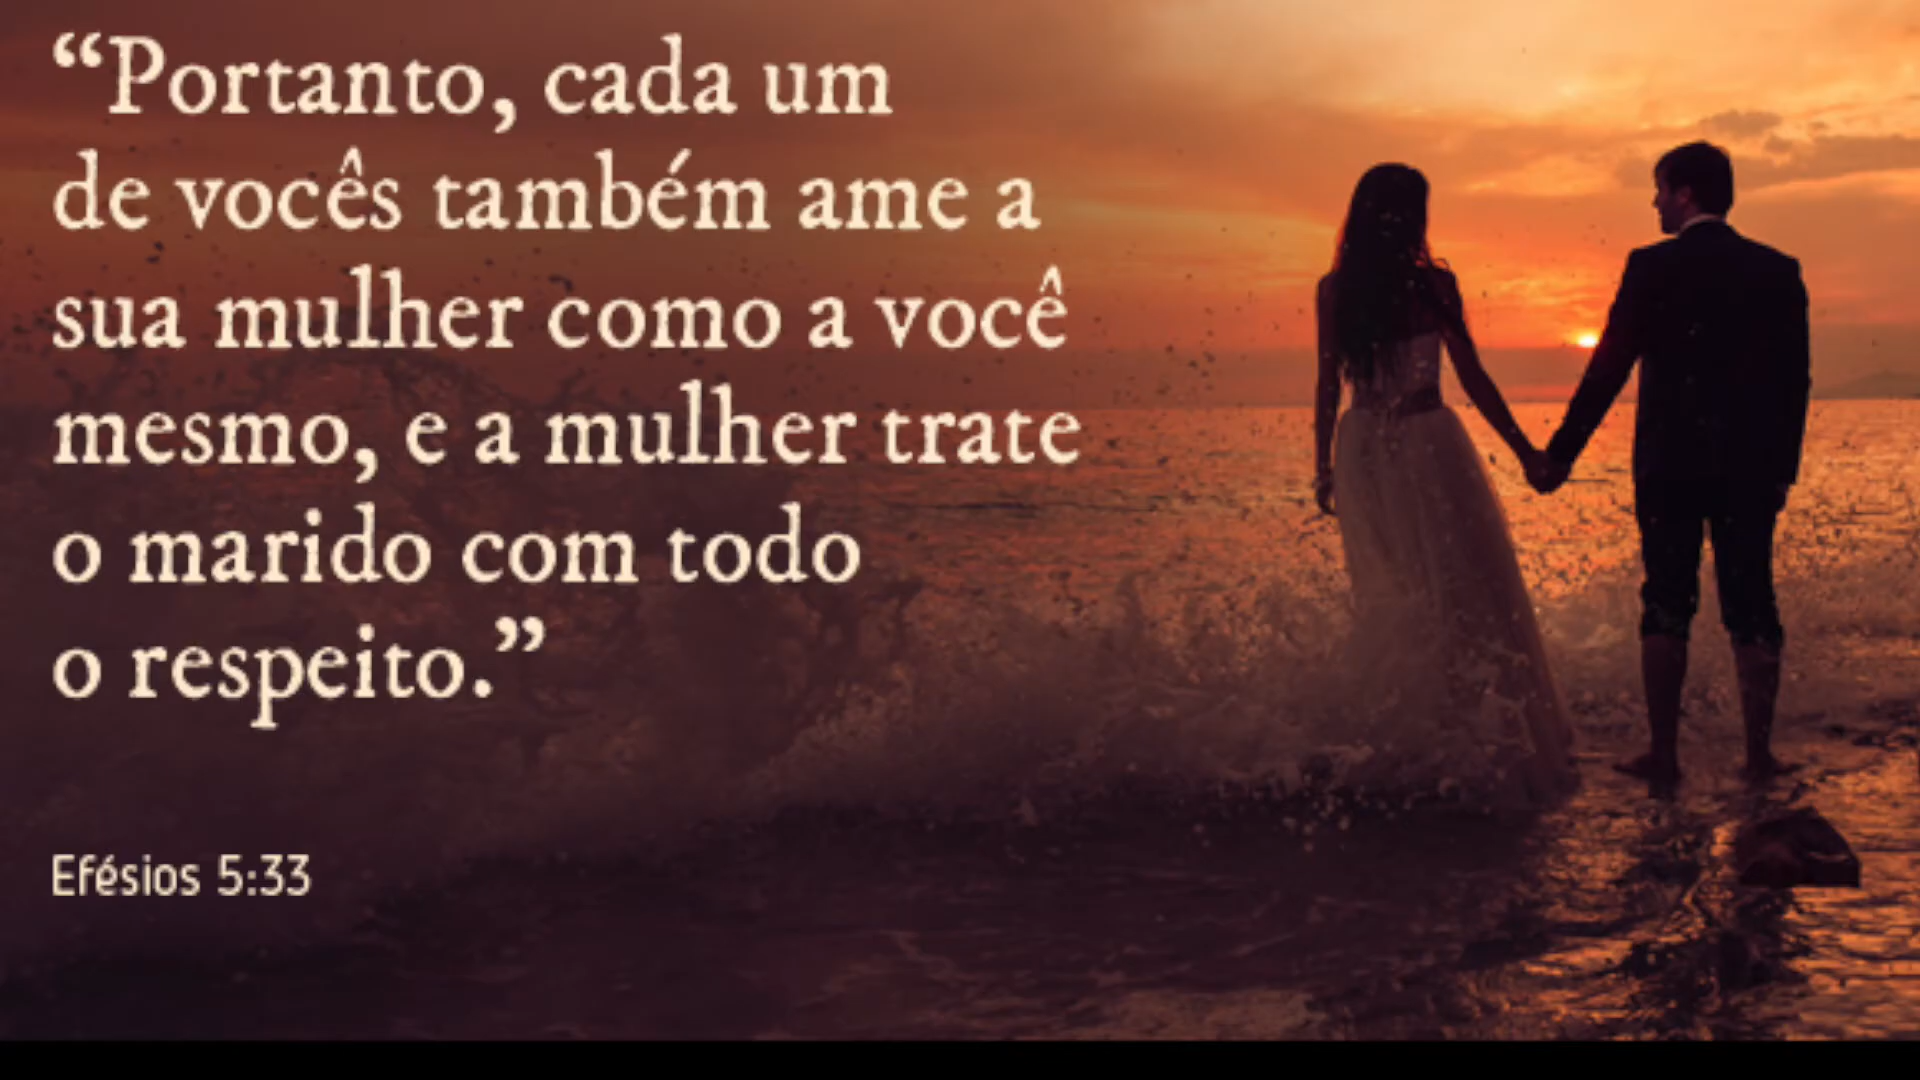 “Portanto, cada um
de vocês também ame a
sua mulher como a você
mesmo, e a mulher trate
o marido com todo
o respeito.”
Efésios 5:33